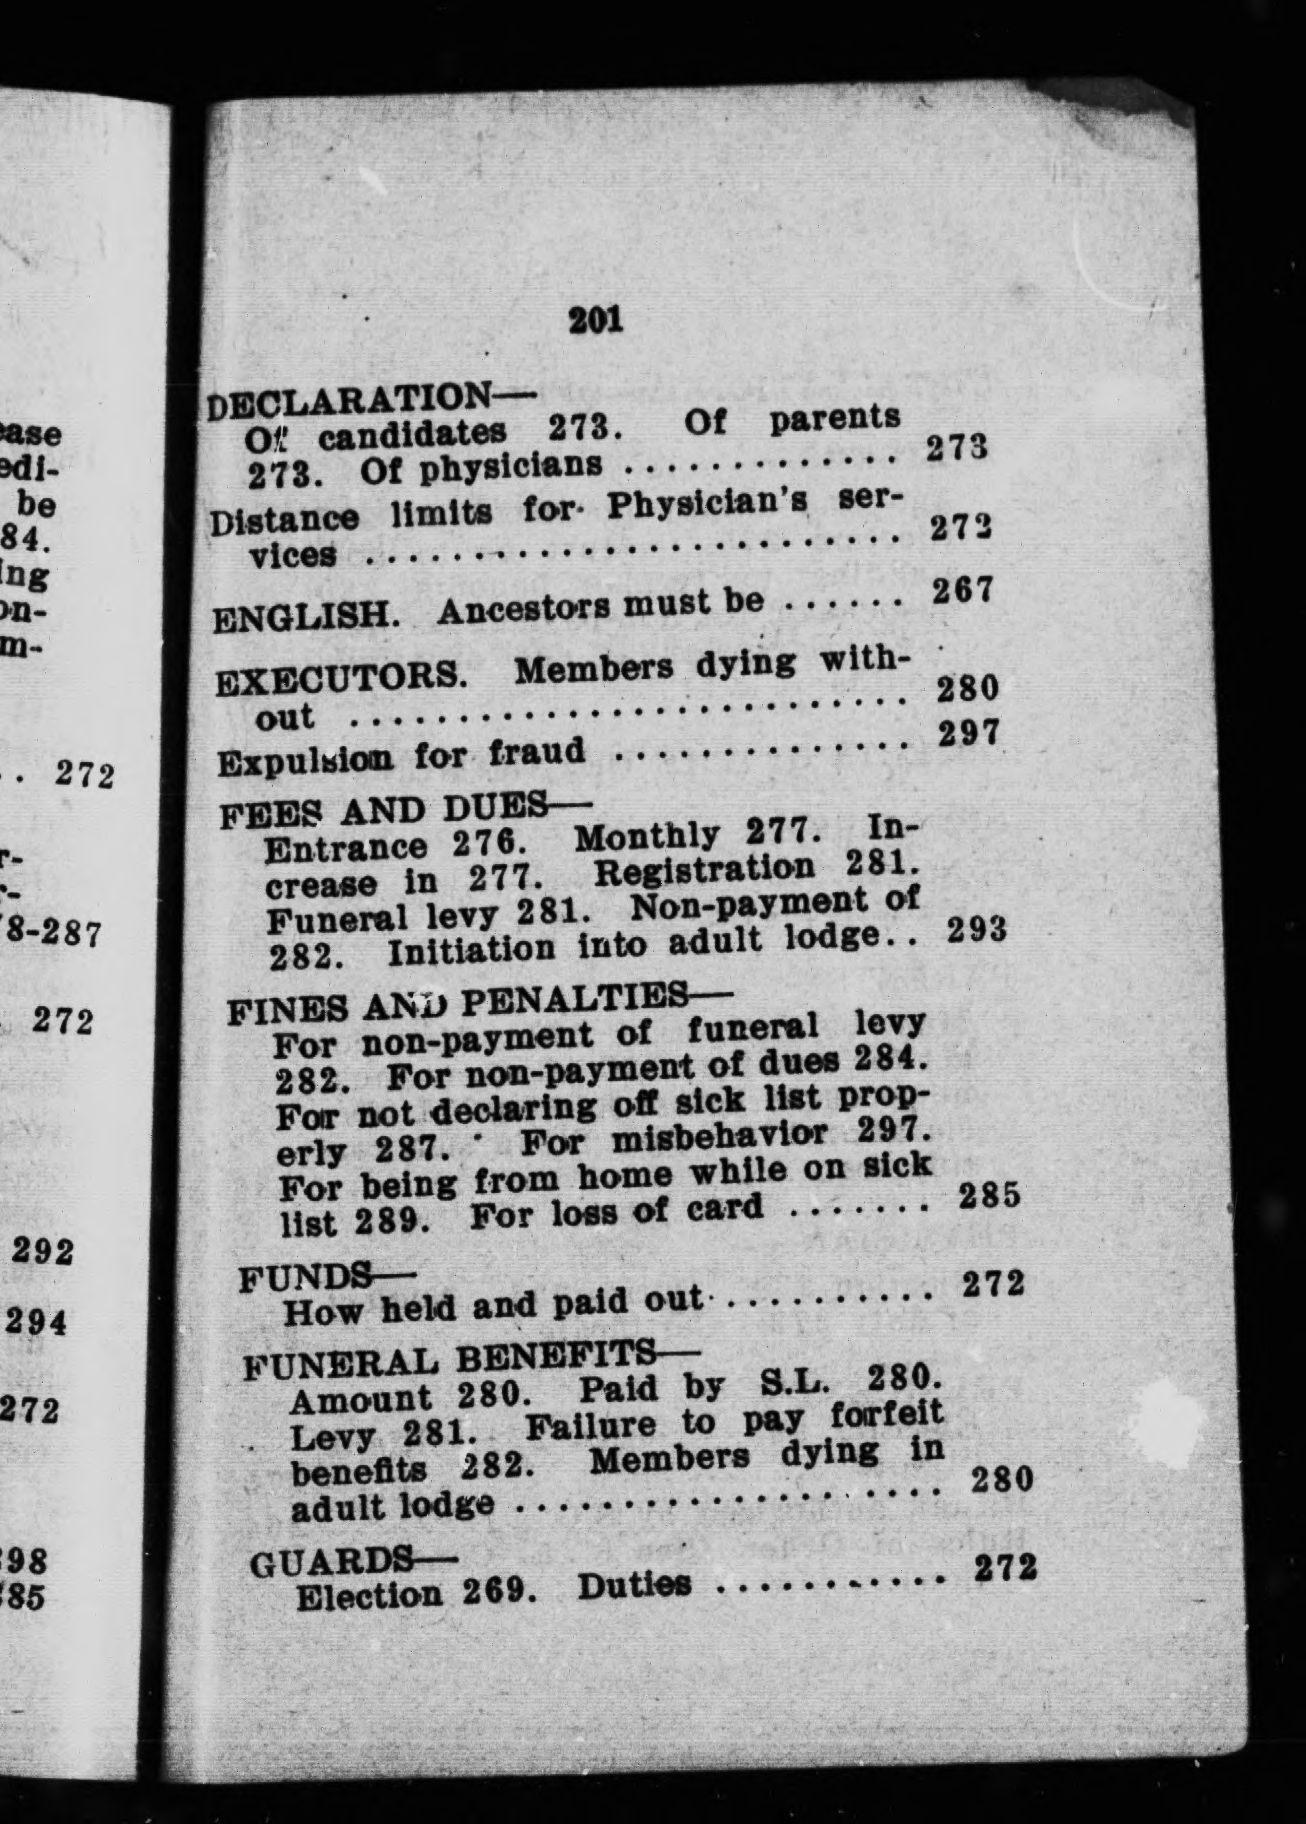 ease
edi-
be
84.
ing
on-
m-
. . 272
r-
r-
78-287
272
292
294
272
98
85
201
DECLARATION—
Of candidates 273. Of parents
273. Of physicians ............. 273
Distance limits for Physician's ser-
vices ......................... 273
ENGLISH. Ancestors must be ...... 267
EXECUTORS. Members dying with-
out .......................... 280
Expulsion for fraud .............. 297
FEES AND DUES—
Entrance 276. Monthly 277. In-
crease in 277. Registration 281.
Funeral levy 281. Non-payment of
282. Initiation into adult lodge.. 293
FINES AND PENALTIES—
For non-payment of funeral levy
282. For non-payment of dues 284.
For not declaring off sick list prop-
erly 287. For misbehavior 297.
For being from home while on sick
list 289. For loss of card ....... 285
FUNDS—
How held and paid out .......... 272
FUNERAL BENEFITS—
Amount 280. Paid by S.L. 280.
Levy 281. Failure to pay forfeit
benefits 282. Members dying in
adult lodge .................... 280
GUARDS—
Election 269. Duties ........... 272